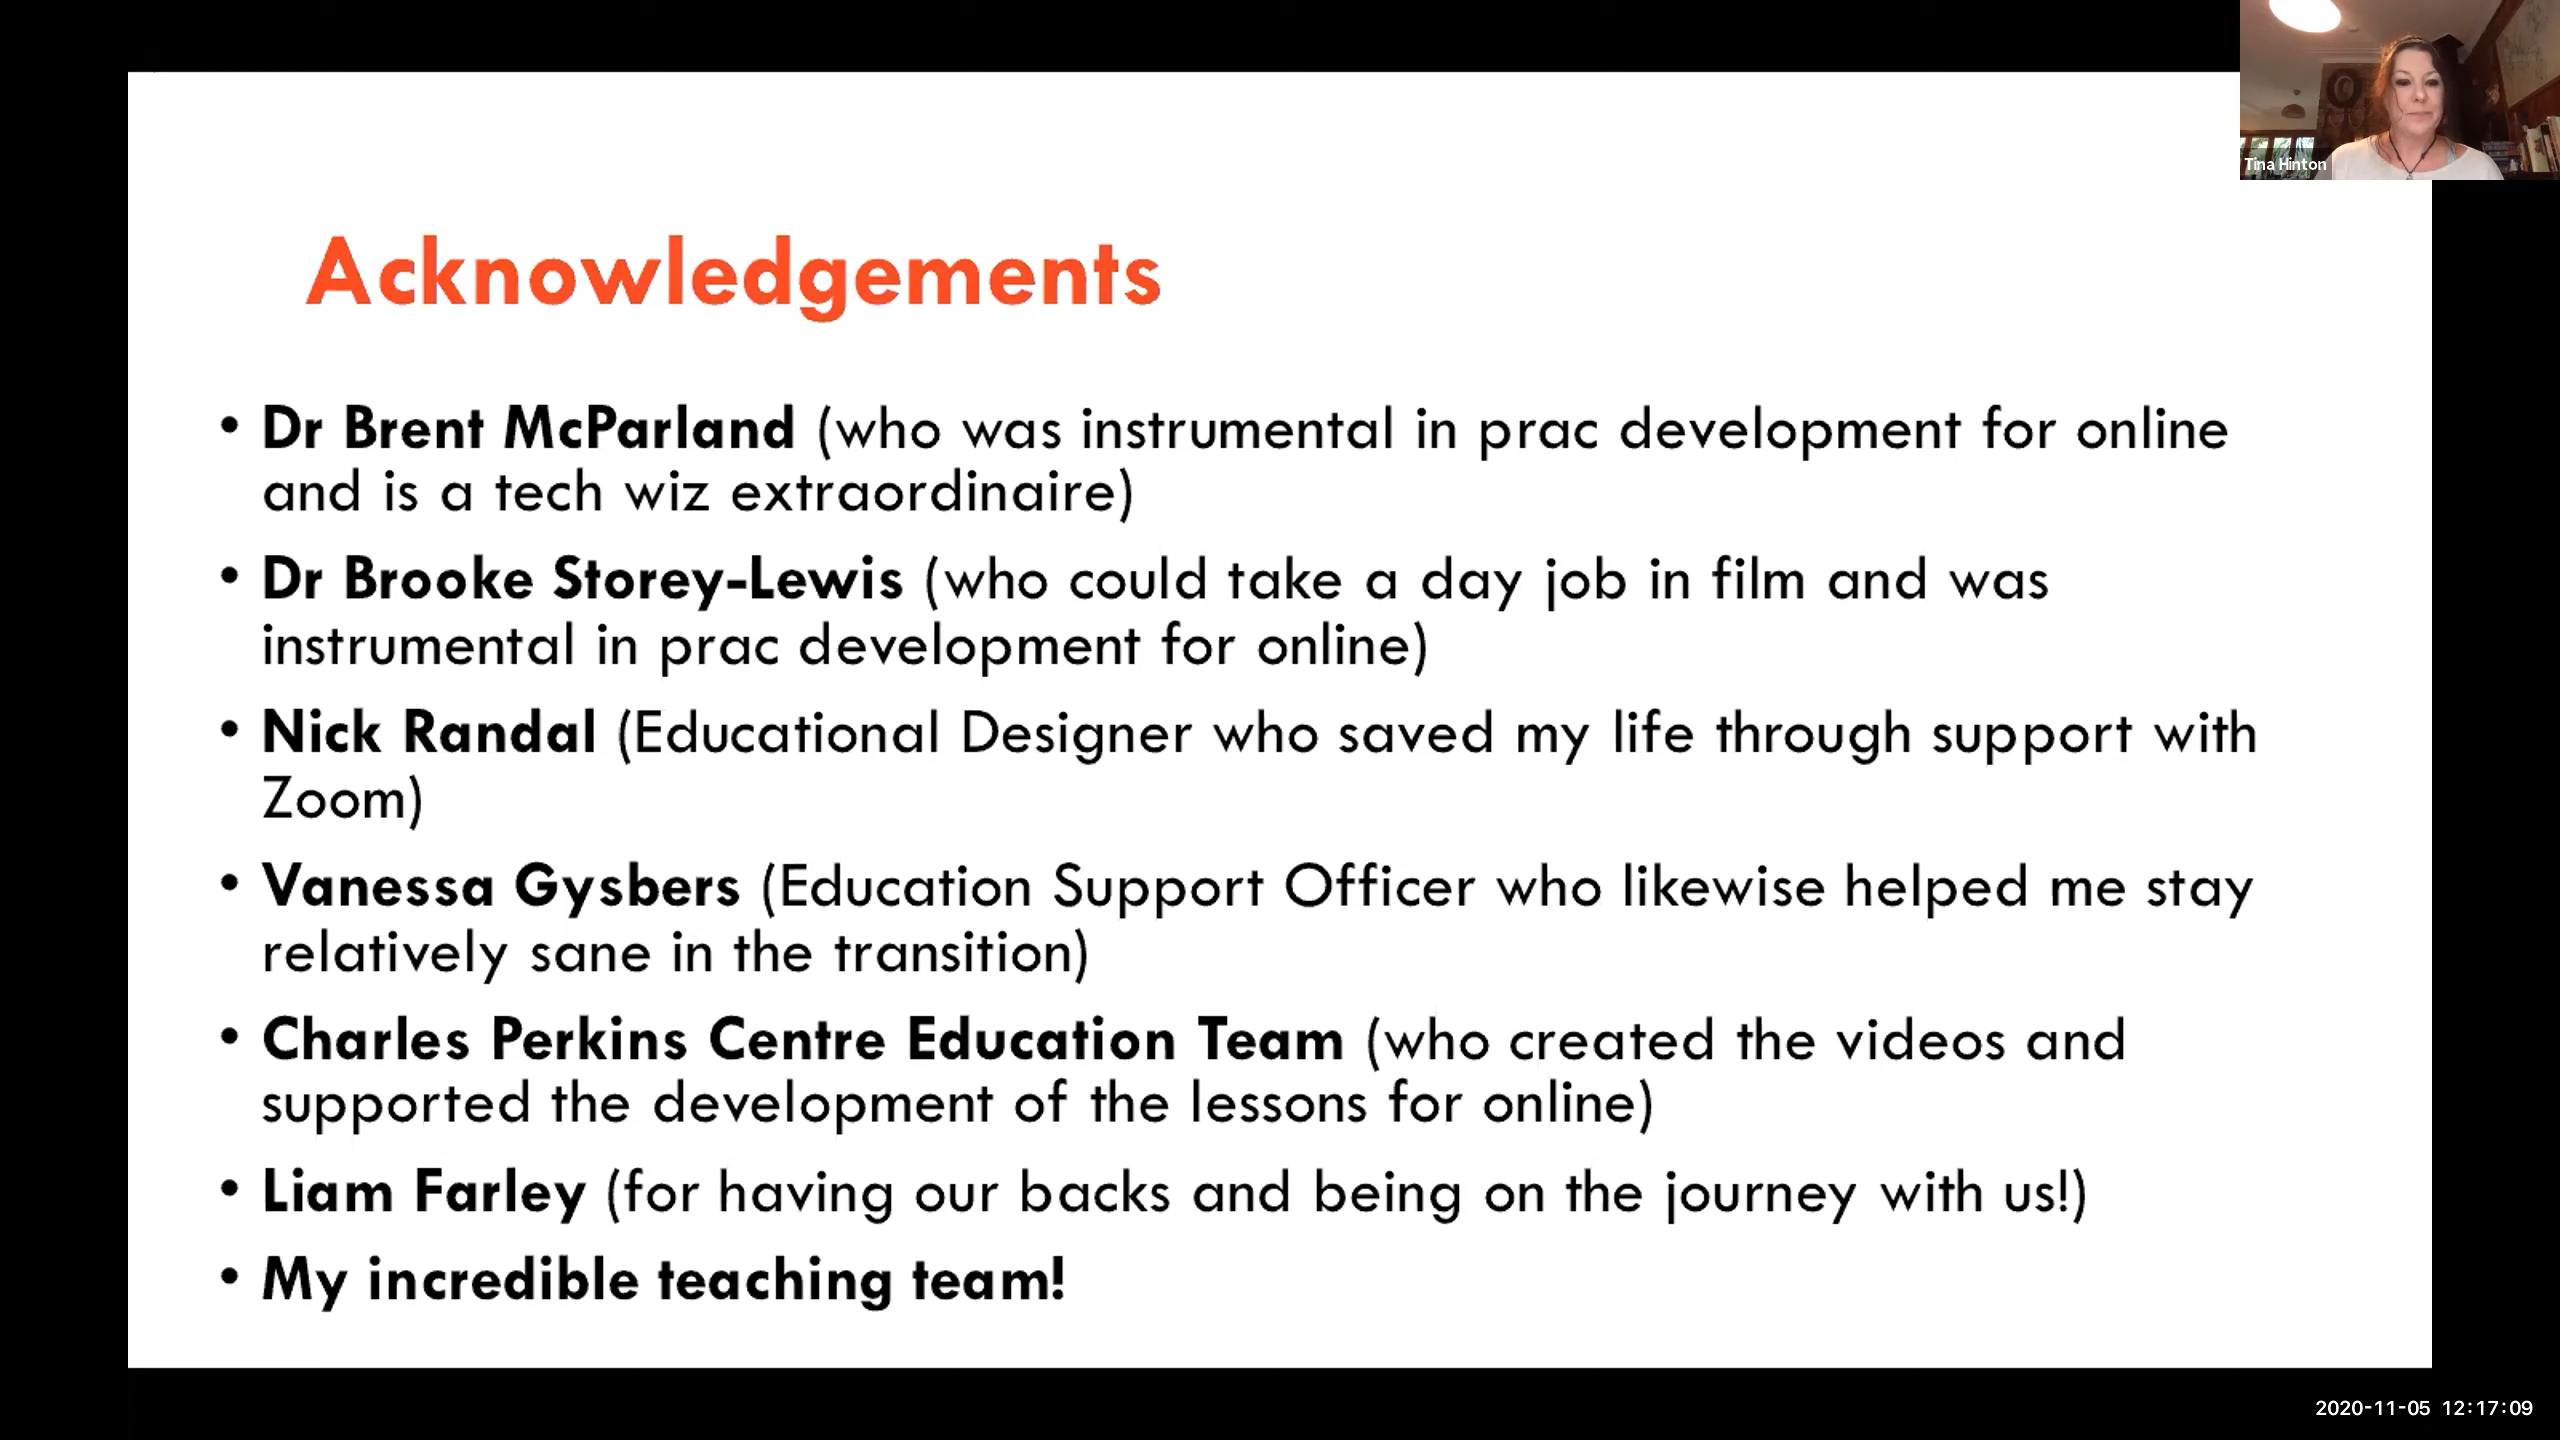 Tina Hinton
Acknowledgements
• Dr Brent McParland (who was instrumental in prac development for online
and is a tech wiz extraordinaire)
• Dr Brooke Storey-Lewis (who could take a day job in film and was
instrumental in prac development for online)
• Nick Randal (Educational Designer who saved my life through support with
Zoom)
• Vanessa Gysbers (Education Support Officer who likewise helped me stay
relatively sane in the transition)
• Charles Perkins Centre Education Team (who created the videos and
supported the development of the lessons for online)
• Liam Farley (for having our backs and being on the journey with us!)
• My incredible teaching team!
2020-11-05 12:17:09